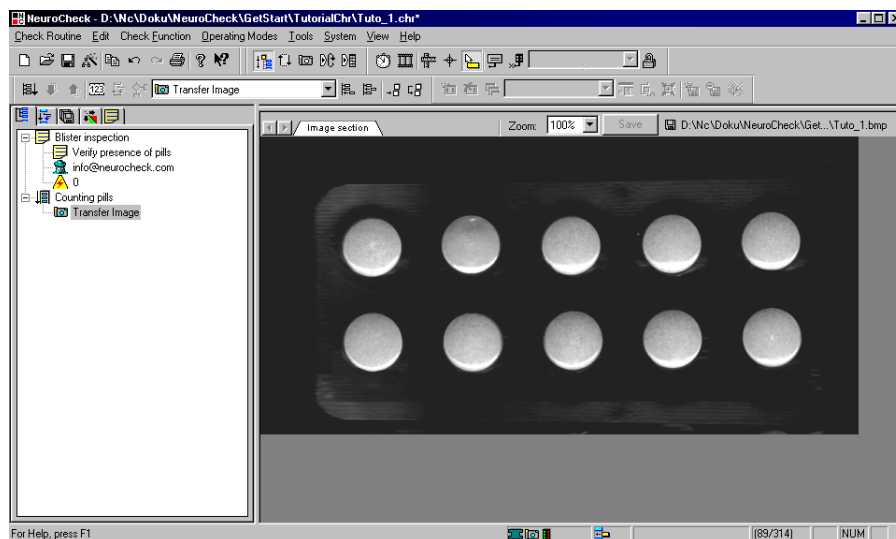 NeuroCheck - D:\Nc\Doku\NeuroCheck\GetStart\TutorialChr\Tuto_1.chr*
Check Routine Edit Check Function Operating Modes Tools System View Help
123 Transfer Image
Image section Zoom: 100% Save D:\Nc\Doku\NeuroCheck\Get...\Tuto_1.bmp
Blister inspection
Verify presence of pills
info@neurocheck.com
0
Counting pills
Transfer Image
For Help, press F1 (89/314) NUM